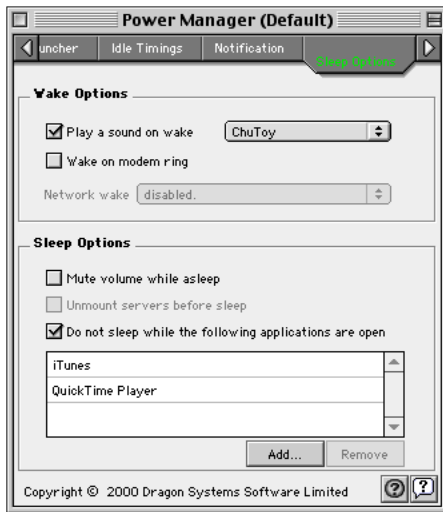 Power Manager (Default)
uncher Idle Timings Notification Sleep Options
Wake Options
Play a sound on wake ChuToy
Wake on modem ring
Network wake disabled.
Sleep Options
Mute volume while asleep
Unmount servers before sleep
Do not sleep while the following applications are open
iTunes
QuickTime Player
Add... Remove
Copyright © 2000 Dragon Systems Software Limited ? ?